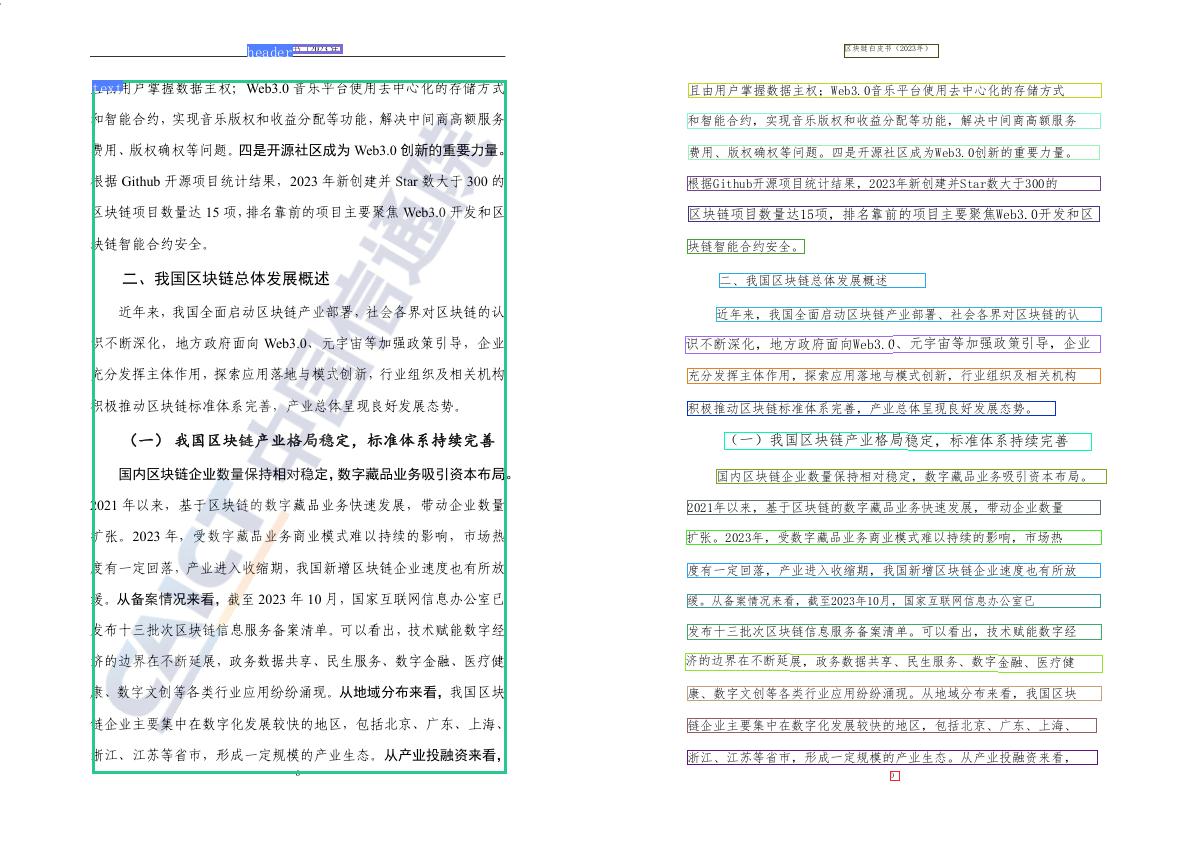 header
书（2023年）
text
且由用户掌握数据主权；Web3.0 音乐平台使用去中心化的存储方式
和智能合约，实现音乐版权和收益分配等功能，解决中间商高额服务
费用、版权确权等问题。四是开源社区成为 Web3.0 创新的重要力量。
根据 Github 开源项目统计结果，2023 年新创建并 Star 数大于 300 的
区块链项目数量达 15 项，排名靠前的项目主要聚焦 Web3.0 开发和区
块链智能合约安全。
二、我国区块链总体发展概述
近年来，我国全面启动区块链产业部署，社会各界对区块链的认
识不断深化，地方政府面向 Web3.0、元宇宙等加强政策引导，企业
充分发挥主体作用，探索应用落地与模式创新，行业组织及相关机构
积极推动区块链标准体系完善，产业总体呈现良好发展态势。
（一） 我国区块链产业格局稳定，标准体系持续完善
国内区块链企业数量保持相对稳定，数字藏品业务吸引资本布局。
2021 年以来，基于区块链的数字藏品业务快速发展，带动企业数量
扩张。2023 年，受数字藏品业务商业模式难以持续的影响，市场热
度有一定回落，产业进入收缩期，我国新增区块链企业速度也有所放
缓。从备案情况来看，截至 2023 年 10 月，国家互联网信息办公室已
发布十三批次区块链信息服务备案清单。可以看出，技术赋能数字经
济的边界在不断延展，政务数据共享、民生服务、数字金融、医疗健
康、数字文创等各类行业应用纷纷涌现。从地域分布来看，我国区块
链企业主要集中在数字化发展较快的地区，包括北京、广东、上海、
浙江、江苏等省市，形成一定规模的产业生态。从产业投融资来看，
CAICT 中国信通院
区块链白皮书（2023年）
且由用户掌握数据主权；Web3.0音乐平台使用去中心化的存储方式
和智能合约，实现音乐版权和收益分配等功能，解决中间商高额服务
费用、版权确权等问题。四是开源社区成为Web3.0创新的重要力量。
根据Github开源项目统计结果，2023年新创建并Star数大于300的
区块链项目数量达15项，排名靠前的项目主要聚焦Web3.0开发和区
块链智能合约安全。
二、我国区块链总体发展概述
近年来，我国全面启动区块链产业部署、社会各界对区块链的认
识不断深化，地方政府面向Web3.0、元宇宙等加强政策引导，企业
充分发挥主体作用，探索应用落地与模式创新，行业组织及相关机构
积极推动区块链标准体系完善，产业总体呈现良好发展态势。
（一）我国区块链产业格局稳定，标准体系持续完善
国内区块链企业数量保持相对稳定，数字藏品业务吸引资本布局。
2021年以来，基于区块链的数字藏品业务快速发展，带动企业数量
扩张。2023年，受数字藏品业务商业模式难以持续的影响，市场热
度有一定回落，产业进入收缩期，我国新增区块链企业速度也有所放
缓。从备案情况来看，截至2023年10月，国家互联网信息办公室已
发布十三批次区块链信息服务备案清单。可以看出，技术赋能数字经
济的边界在不断延展，政务数据共享、民生服务、数字金融、医疗健
康、数字文创等各类行业应用纷纷涌现。从地域分布来看，我国区块
链企业主要集中在数字化发展较快的地区，包括北京、广东、上海、
浙江、江苏等省市，形成一定规模的产业生态。从产业投融资来看，